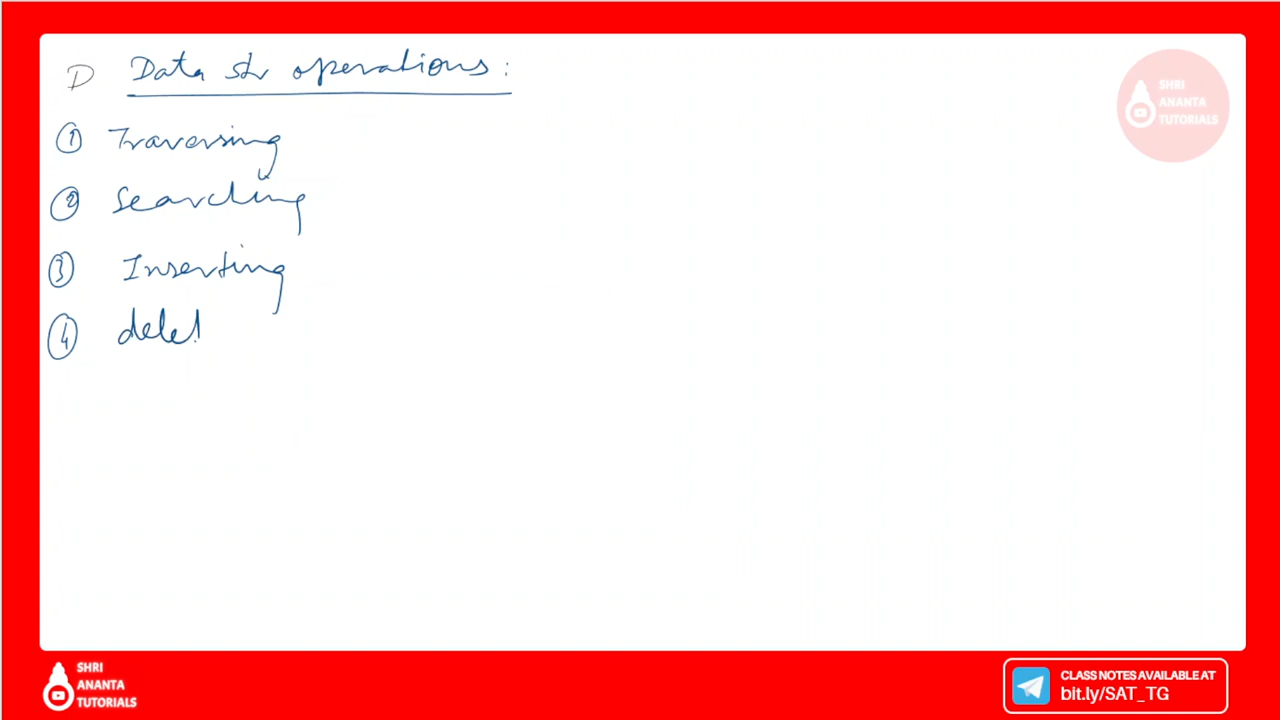 D Data str operations:
① Traversing
② Searching
③ Inserting
④ delet
SHRI
ANANTA
TUTORIALS
SHRI
ANANTA
TUTORIALS
CLASS NOTES AVAILABLE AT
bit.ly/SAT_TG